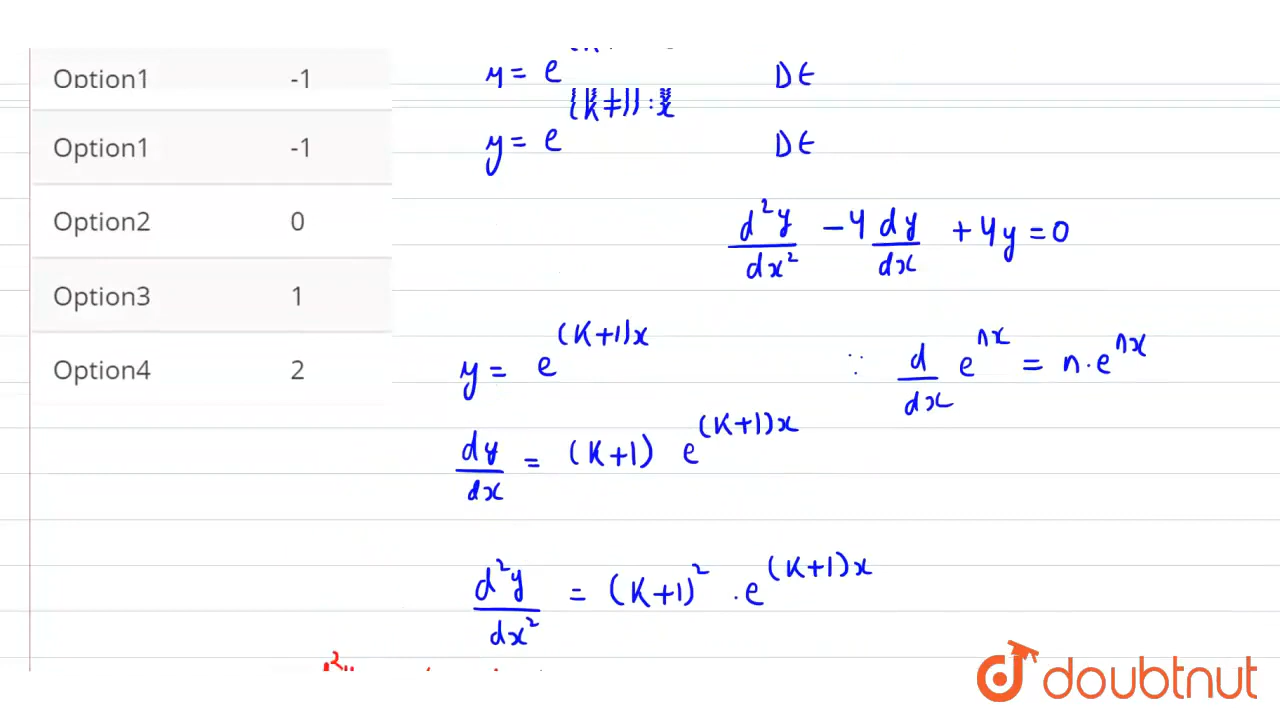 Option1 -1
y = e DE
(K+1)·x
Option1 -1
y = e DE
Option2 0
d²y/dx² - 4 dy/dx + 4y = 0
Option3 1
y = e^(K+1)x ∵ d/dx e^nx = n·e^nx
Option4 2
dy/dx = (K+1) e^(K+1)x
d²y/dx² = (K+1)² · e^(K+1)x
doubtnut